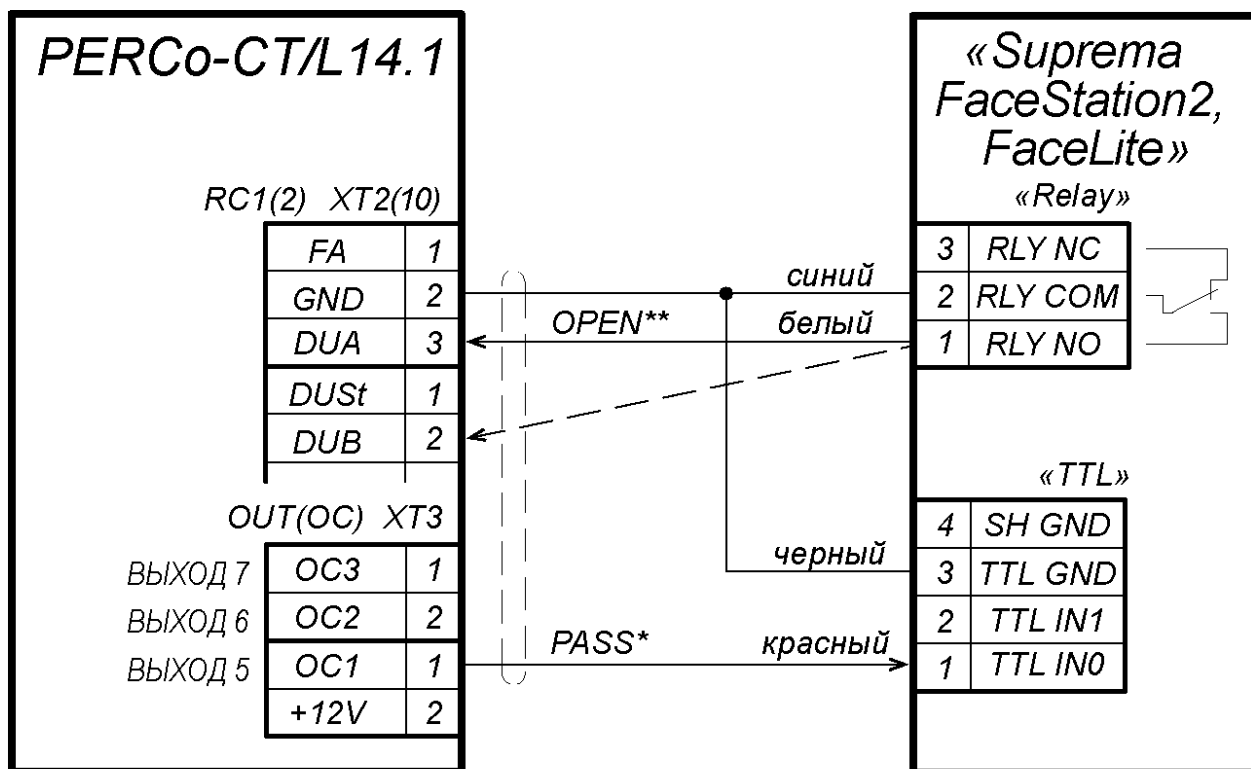 PERCo-CT/L14.1
RC1(2) XT2(10)
FA 1
GND 2
DUA 3
DUSt 1
DUB 2
OUT(OC) XT3
ВЫХОД 7 OC3 1
ВЫХОД 6 OC2 2
ВЫХОД 5 OC1 1
+12V 2
синий
OPEN** белый
черный
PASS* красный
«Suprema
FaceStation2,
FaceLite»
«Relay»
3 RLY NC
2 RLY COM
1 RLY NO
«TTL»
4 SH GND
3 TTL GND
2 TTL IN1
1 TTL IN0